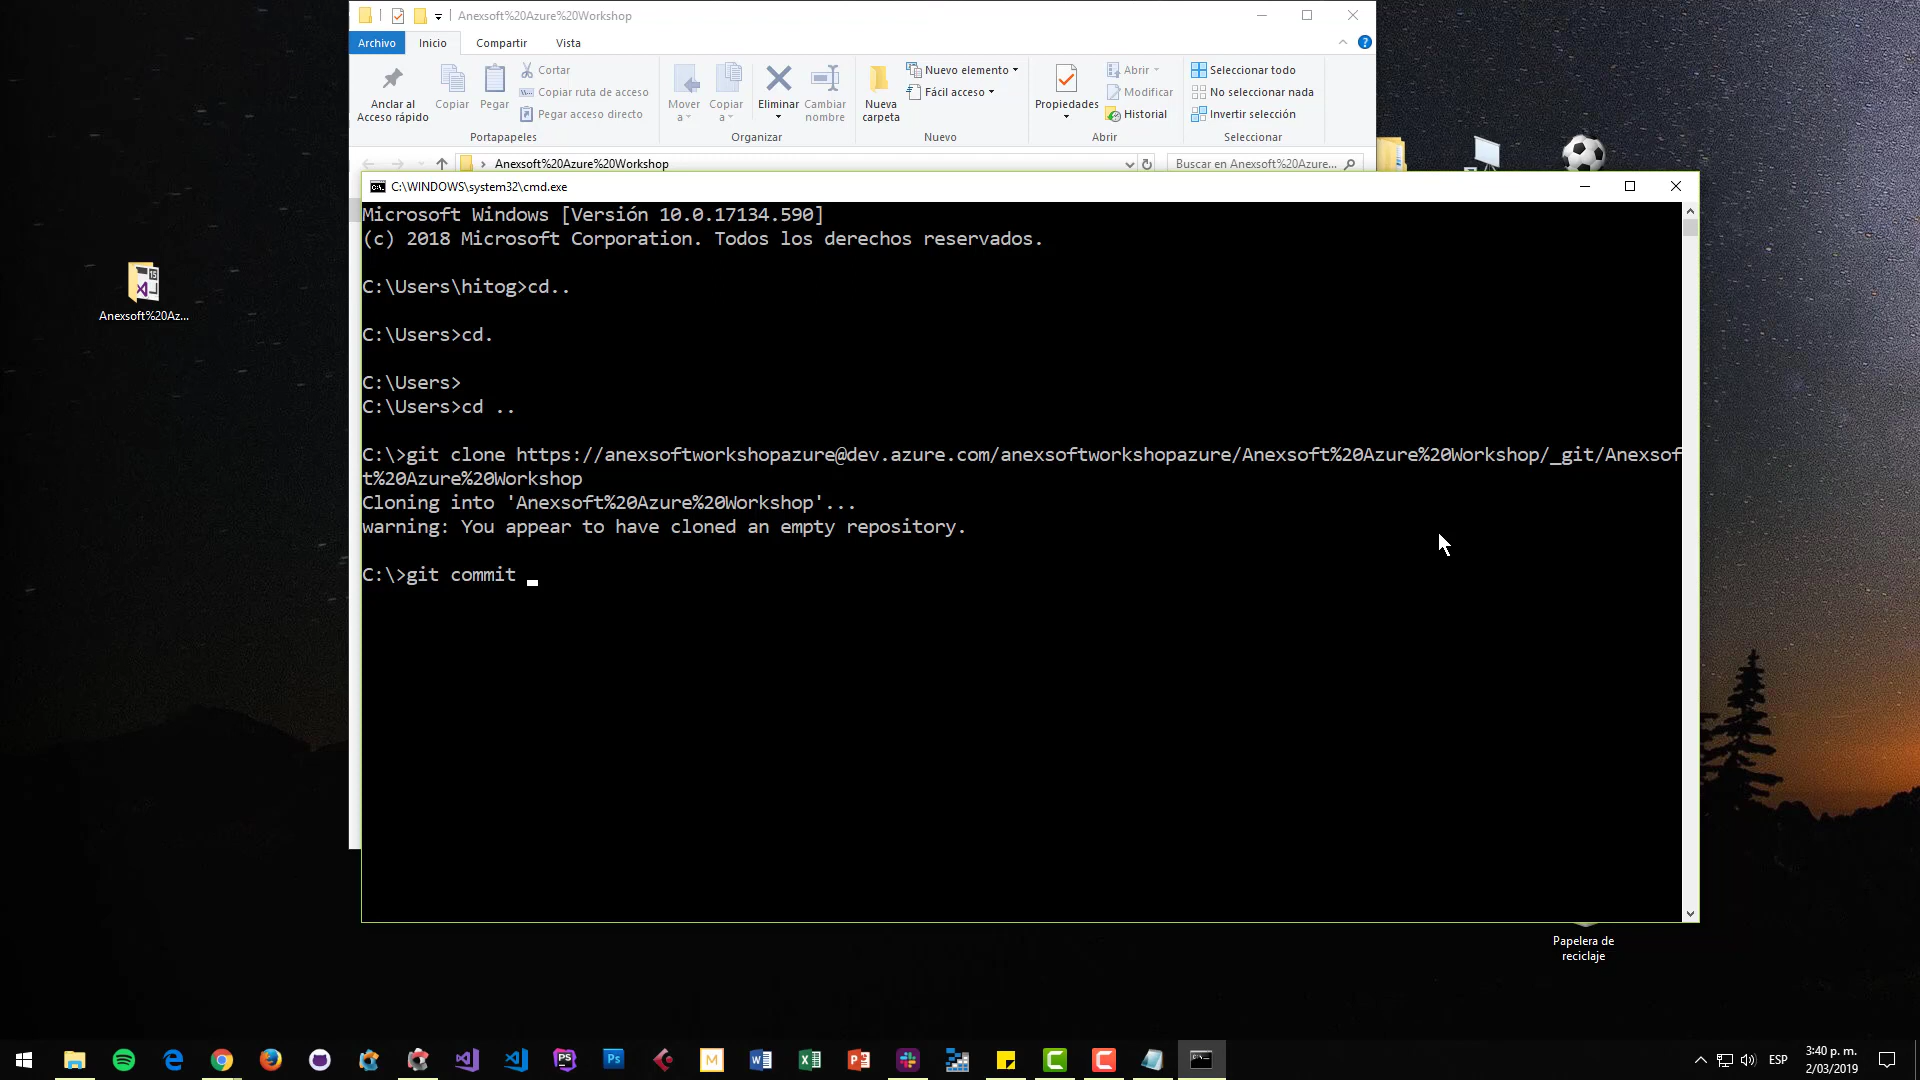 Anexsoft%20Azure%20Workshop
Archivo
Inicio
Compartir
Vista
Anclar al
Acceso rápido
Copiar
Pegar
Cortar
Copiar ruta de acceso
Pegar acceso directo
Portapapeles
Mover
a
Copiar
a
Eliminar
Cambiar
nombre
Organizar
Nueva
carpeta
Nuevo elemento
Fácil acceso
Nuevo
Propiedades
Abrir
Modificar
Historial
Abrir
Seleccionar todo
No seleccionar nada
Invertir selección
Seleccionar
Anexsoft%20Azure%20Workshop
Buscar en Anexsoft%20Azure...
C:\WINDOWS\system32\cmd.exe
Microsoft Windows [Versión 10.0.17134.590]
(c) 2018 Microsoft Corporation. Todos los derechos reservados.
C:\Users\hitog>cd..
C:\Users>cd.
C:\Users>
C:\Users>cd ..
C:\>git clone https://anexsoftworkshopazure@dev.azure.com/anexsoftworkshopazure/Anexsoft%20Azure%20Workshop/_git/Anexsof
t%20Azure%20Workshop
Cloning into 'Anexsoft%20Azure%20Workshop'...
warning: You appear to have cloned an empty repository.
C:\>git commit
Anexsoft%20Az...
Papelera de
reciclaje
ESP
3:40 p. m.
2/03/2019